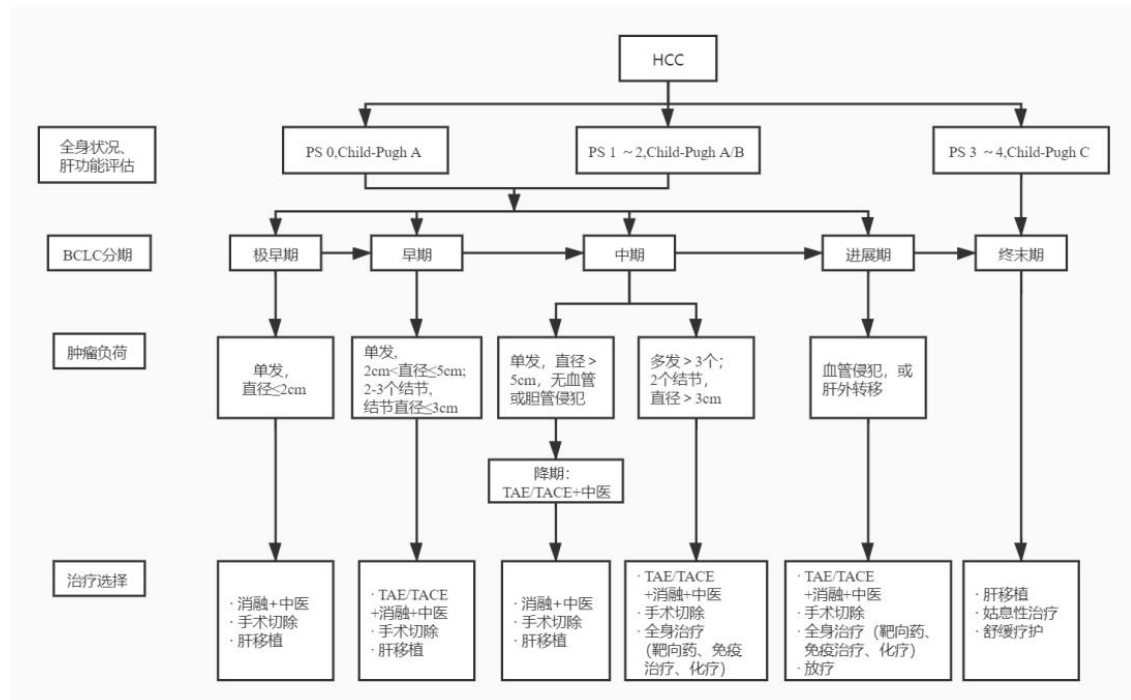 HCC
全身状况、
肝功能评估
PS 0,Child-Pugh A
PS 1 ~2,Child-Pugh A/B
PS 3 ~4,Child-Pugh C
BCLC分期
极早期
早期
中期
进展期
终末期
肿瘤负荷
单发,
直径≤2cm
单发,
2cm<直径≤5cm;
2-3个结节,
结节直径≤3cm
单发，直径 >
5cm，无血管
或胆管侵犯
多发 > 3个；
2个结节，
直径 > 3cm
血管侵犯，或
肝外转移
降期：
TAE/TACE+中医
治疗选择
· 消融+中医
· 手术切除
· 肝移植
· TAE/TACE
+消融+中医
· 手术切除
· 肝移植
· 消融+中医
· 手术切除
· 肝移植
· TAE/TACE
+消融+中医
· 手术切除
· 全身治疗
(靶向药、免疫
治疗、化疗）
· TAE/TACE
+消融+中医
· 手术切除
· 全身治疗（靶向药、
免疫治疗、化疗）
· 放疗
· 肝移植
· 姑息性治疗
· 舒缓疗护